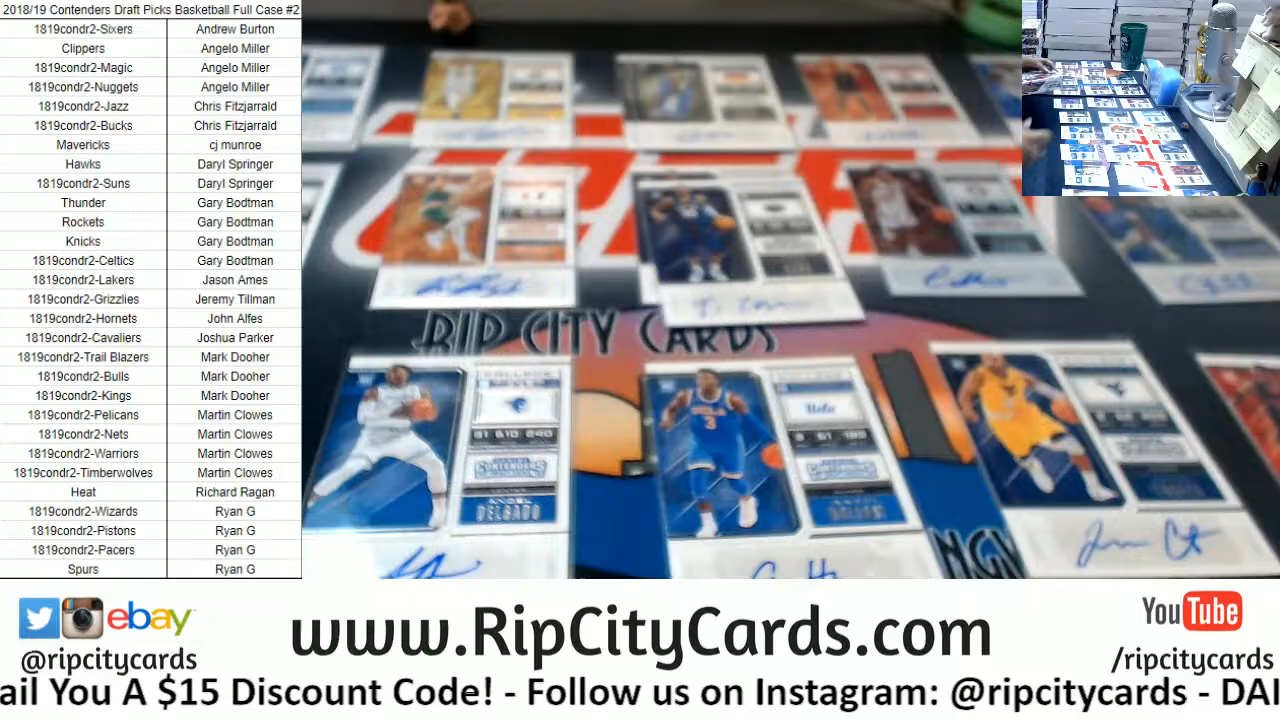 2018/19 Contenders Draft Picks Basketball Full Case #2
1819condr2-Sixers Andrew Burton
Clippers Angelo Miller
1819condr2-Magic Angelo Miller
1819condr2-Nuggets Angelo Miller
1819condr2-Jazz Chris Fitzjarrald
1819condr2-Bucks Chris Fitzjarrald
Mavericks cj munroe
Hawks Daryl Springer
1819condr2-Suns Daryl Springer
Thunder Gary Bodtman
Rockets Gary Bodtman
Knicks Gary Bodtman
1819condr2-Celtics Gary Bodtman
1819condr2-Lakers Jason Ames
1819condr2-Grizzlies Jeremy Tillman
1819condr2-Hornets John Alfes
1819condr2-Cavaliers Joshua Parker
1819condr2-Trail Blazers Mark Dooher
1819condr2-Bulls Mark Dooher
1819condr2-Kings Mark Dooher
1819condr2-Pelicans Martin Clowes
1819condr2-Nets Martin Clowes
1819condr2-Warriors Martin Clowes
1819condr2-Timberwolves Martin Clowes
Heat Richard Ragan
1819condr2-Wizards Ryan G
1819condr2-Pistons Ryan G
1819condr2-Pacers Ryan G
Spurs Ryan G
RIP CITY CARDS
CONTENDERS
ANGEL
DELGADO
UCLA
3
Ucla
CONTENDERS
ebay
@ripcitycards
www.RipCityCards.com
YouTube
/ripcitycards
ail You A $15 Discount Code! - Follow us on Instagram: @ripcitycards - DAI